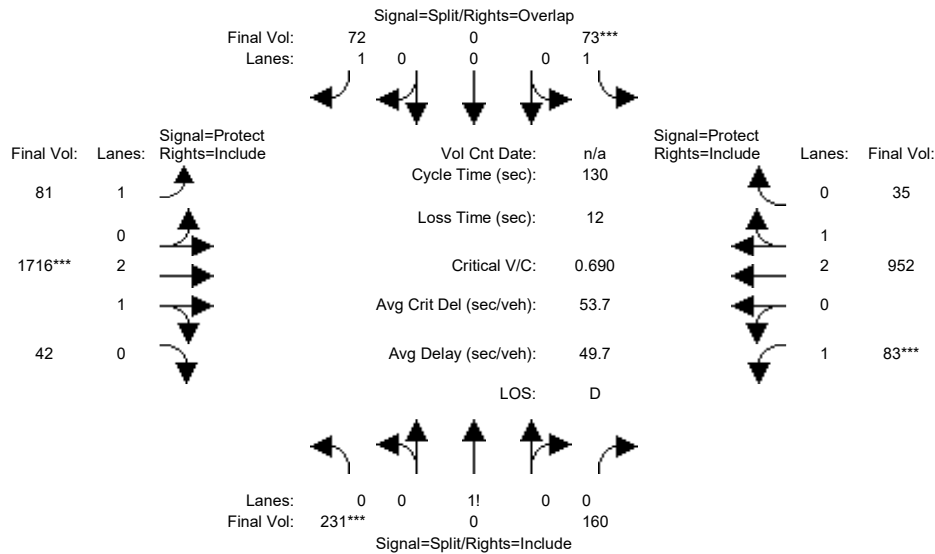 Signal=Split/Rights=Overlap
Final Vol: 72 0 73***
Lanes: 1 0 0 0 1
Signal=Protect
Final Vol: Lanes: Rights=Include
Vol Cnt Date: n/a
Signal=Protect
Rights=Include Lanes: Final Vol:
Cycle Time (sec): 130
81 1
0 35
Loss Time (sec): 12
0
1
1716*** 2
Critical V/C: 0.690
2 952
1
Avg Crit Del (sec/veh): 53.7
0
42 0
Avg Delay (sec/veh): 49.7
1 83***
LOS: D
Lanes: 0 0 1! 0 0
Final Vol: 231*** 0 160
Signal=Split/Rights=Include